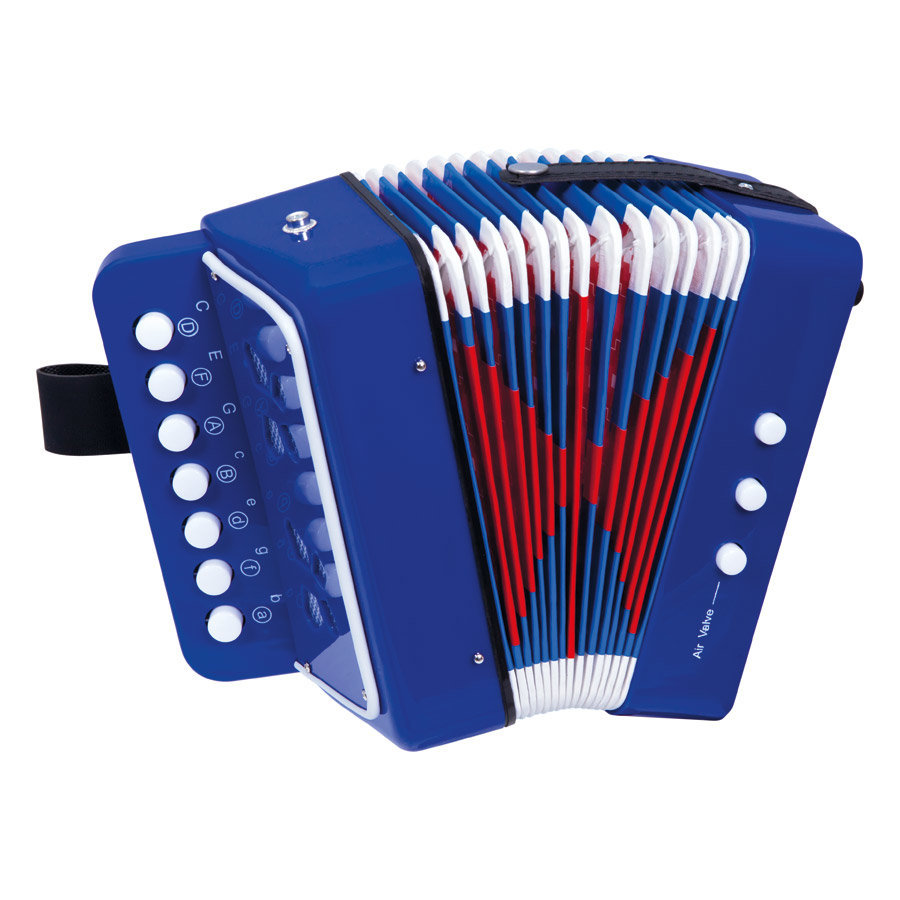 C Ⓓ
E Ⓕ
G Ⓐ
c Ⓑ
e ⓓ
g ⓕ
b ⓐ
Air Valve